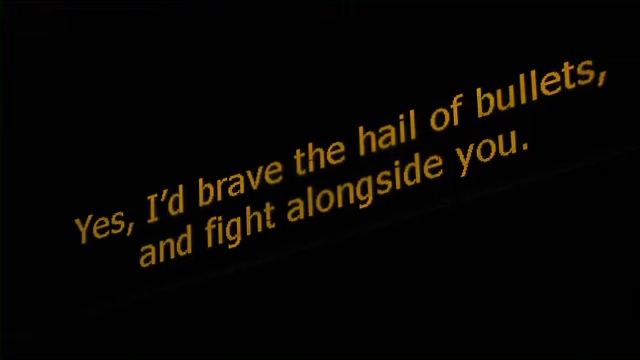 Yes, I’d brave the hail of bullets,
and fight alongside you.